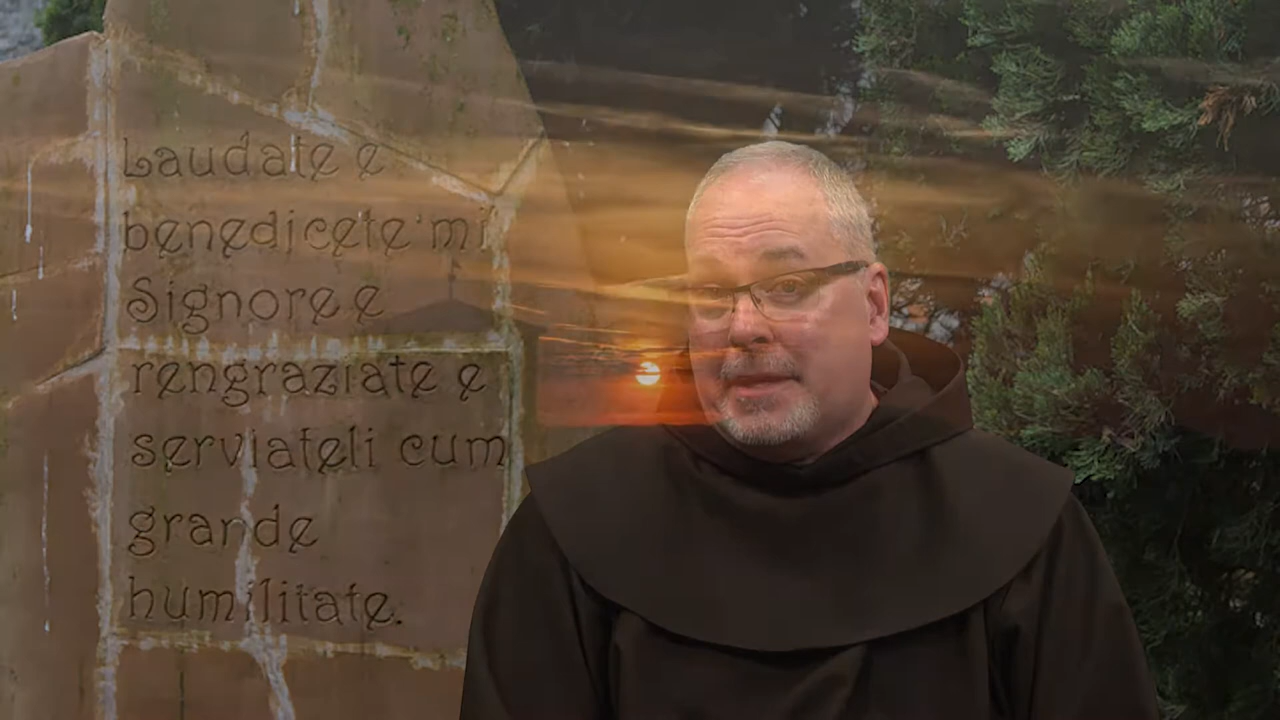 Laudate e
benedicete mi
Signore e
rengraziate e
serviateli cum
grande
humilitate.